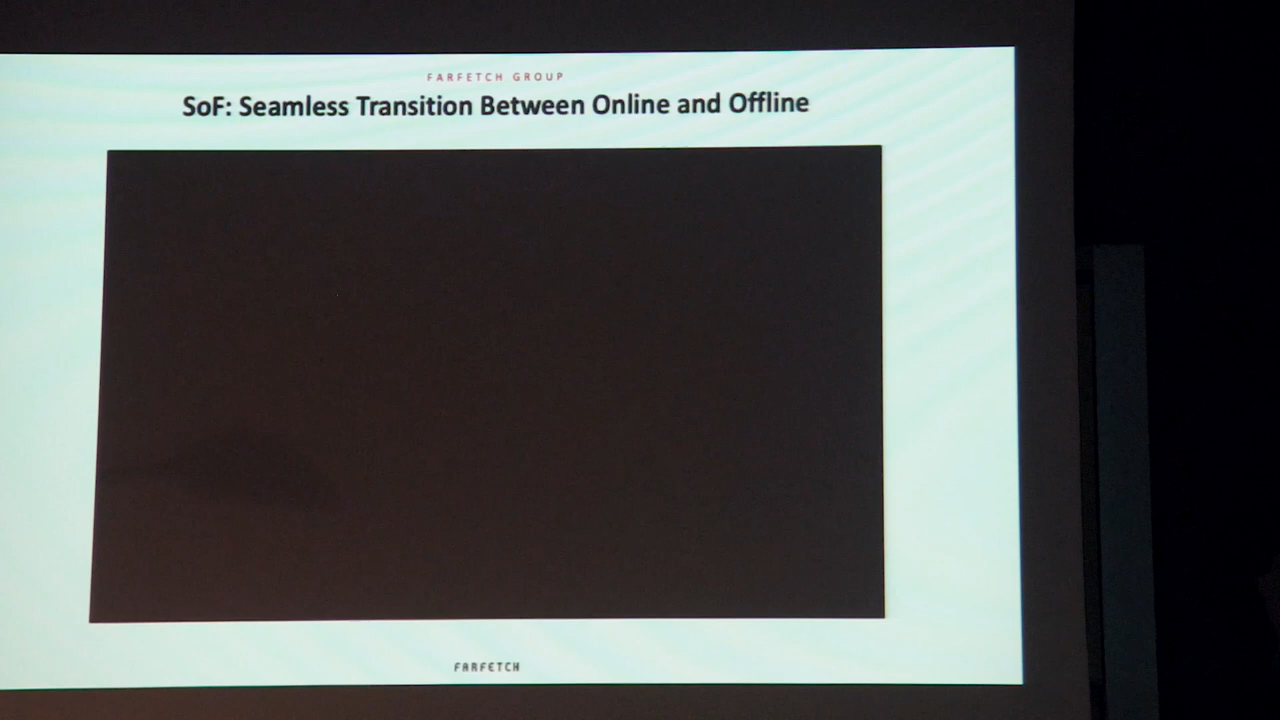 FARFETCH GROUP
SoF: Seamless Transition Between Online and Offline
FARFETCH